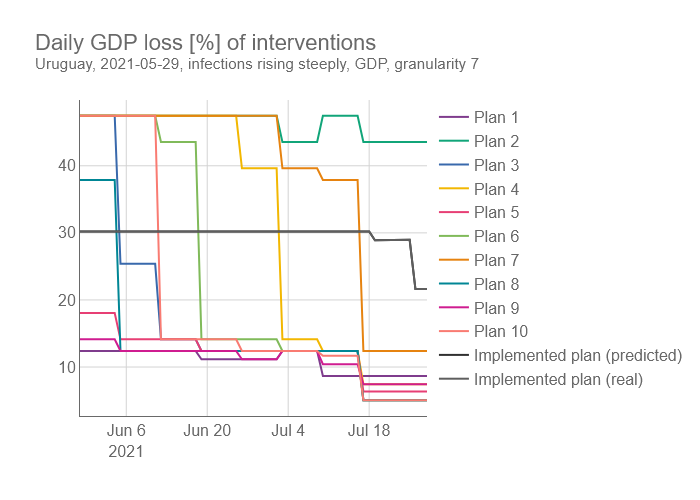 Daily GDP loss [%] of interventions
Uruguay, 2021-05-29, infections rising steeply, GDP, granularity 7
40
30
20
10
Jun 6
2021
Jun 20
Jul 4
Jul 18
Plan 1
Plan 2
Plan 3
Plan 4
Plan 5
Plan 6
Plan 7
Plan 8
Plan 9
Plan 10
Implemented plan (predicted)
Implemented plan (real)